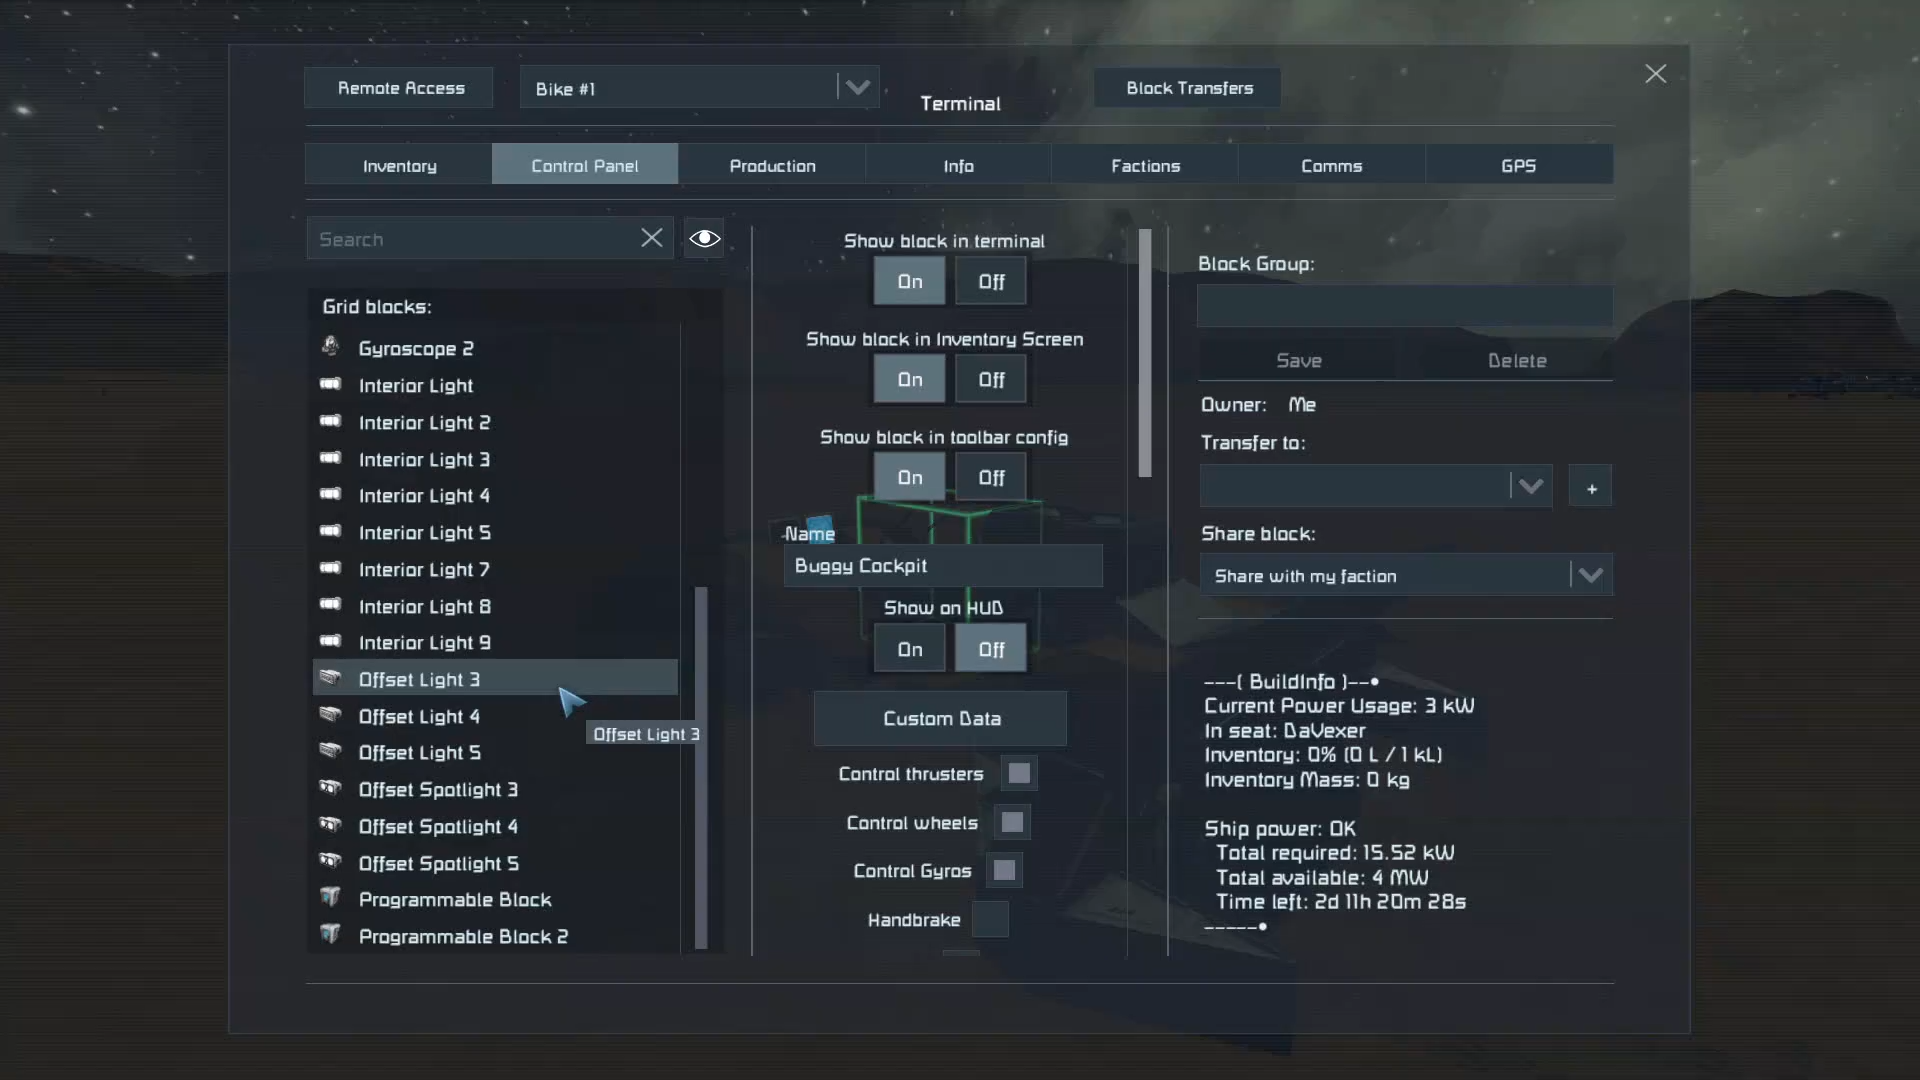 Remote Access
Bike #1
Terminal
Block Transfers
Inventory
Control Panel
Production
Info
Factions
Comms
GPS
Search
Grid blocks:
Gyroscope 2
Interior Light
Interior Light 2
Interior Light 3
Interior Light 4
Interior Light 5
Interior Light 7
Interior Light 8
Interior Light 9
Offset Light 3
Offset Light 4
Offset Light 5
Offset Spotlight 3
Offset Spotlight 4
Offset Spotlight 5
Programmable Block
Programmable Block 2
Offset Light 3
Show block in terminal
On Off
Show block in Inventory Screen
On Off
Show block in toolbar config
On Off
Name
Buggy Cockpit
Show on HUD
On Off
Custom Data
Control thrusters
Control wheels
Control Gyros
Handbrake
Block Group:
Save Delete
Owner: Me
Transfer to:
+
Share block:
Share with my faction
---( BuildInfo )--•
Current Power Usage: 3 kW
In seat: DaVexer
Inventory: 0% (0 L / 1 kL)
Inventory Mass: 0 kg
Ship power: OK
Total required: 15.52 kW
Total available: 4 MW
Time left: 2d 11h 20m 28s
-----•